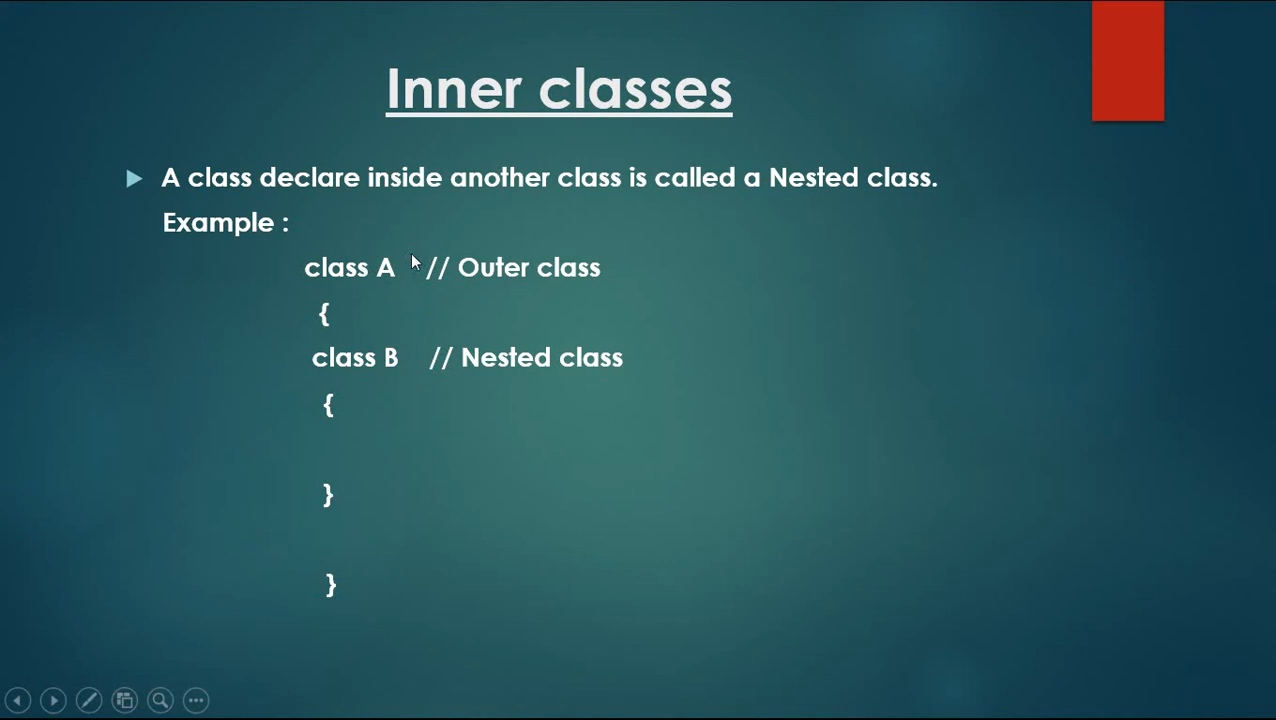 Inner classes
A class declare inside another class is called a Nested class.
Example :
class A // Outer class
{
class B // Nested class
{
}
}